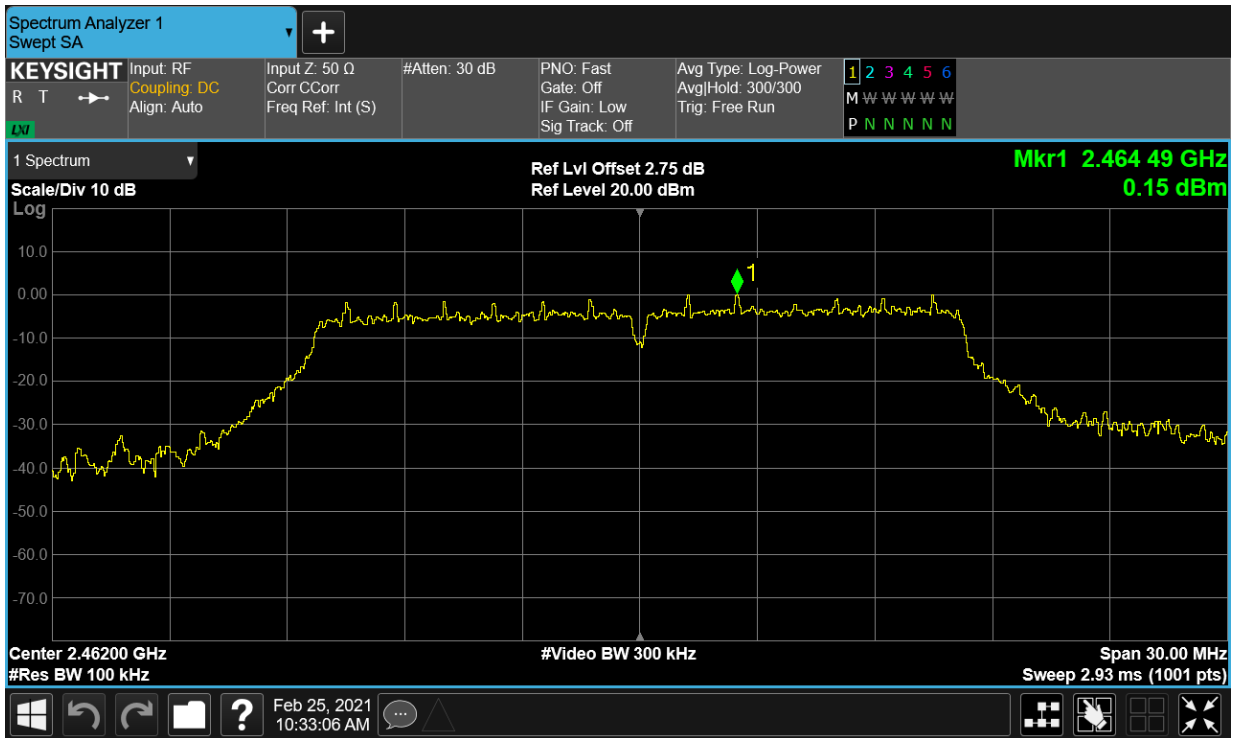 Spectrum Analyzer 1
Swept SA
KEYSIGHT
R T
LXI
Input: RF
Coupling: DC
Align: Auto
Input Z: 50 Ω
Corr CCorr
Freq Ref: Int (S)
#Atten: 30 dB
PNO: Fast
Gate: Off
IF Gain: Low
Sig Track: Off
Avg Type: Log-Power
Avg|Hold: 300/300
Trig: Free Run
1 2 3 4 5 6
M W W W W W
P N N N N N
1 Spectrum
Scale/Div 10 dB
Log
Ref Lvl Offset 2.75 dB
Ref Level 20.00 dBm
Mkr1 2.464 49 GHz
0.15 dBm
1
10.0
0.00
-10.0
-20.0
-30.0
-40.0
-50.0
-60.0
-70.0
Center 2.46200 GHz
#Res BW 100 kHz
#Video BW 300 kHz
Span 30.00 MHz
Sweep 2.93 ms (1001 pts)
?
Feb 25, 2021
10:33:06 AM